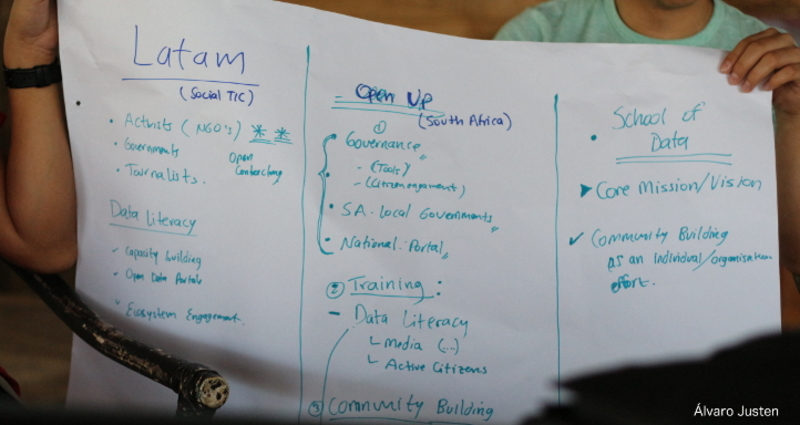 Latam
(Social TIC)
• Activists (NGO's) ✳ ✳
• Governments
• Journalists.
Open
Contracting
Data Literacy
✓ Capacity Building
Open Data Portals
✓ Ecosystem Engagement.
- Open Up
(South Africa)
① Governance"
- (Tools)
- (Citizen engagement)
• SA. Local Governments"
• National. Portal"
② Training:
- Data Literacy
Media (...)
Active Citizens
③ Community Building
• School of
Data
➤ Core Mission/Vision
✓ Community Building
as an individual/organisation
effort.
Álvaro Justen